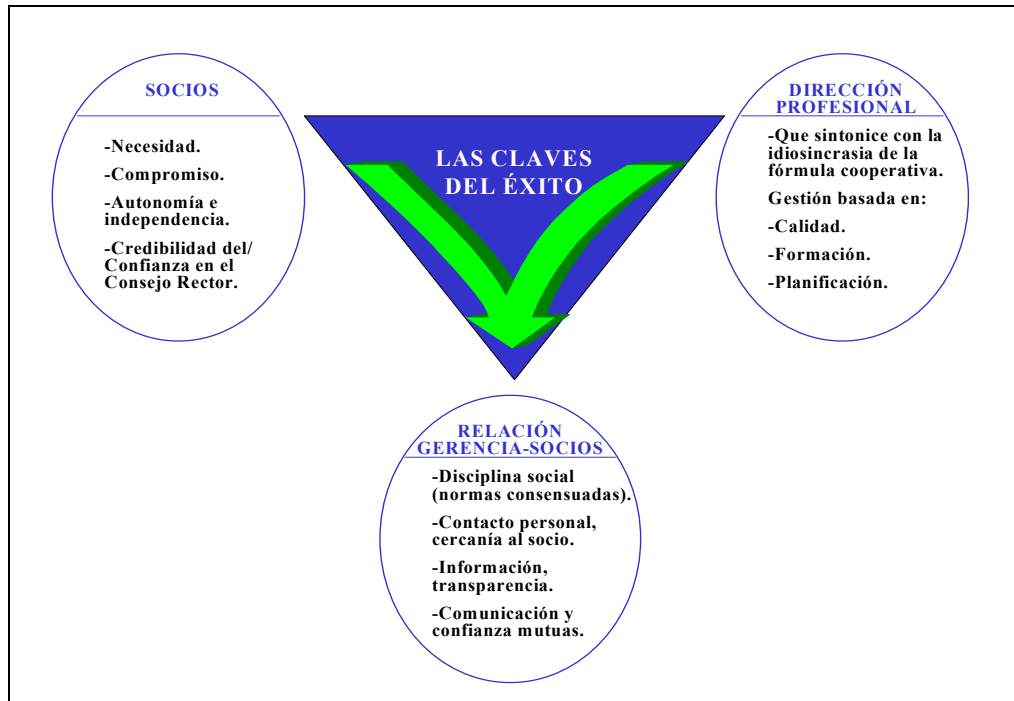 SOCIOS
-Necesidad.
-Compromiso.
-Autonomía e
independencia.
-Credibilidad del/
Confianza en el
Consejo Rector.
LAS CLAVES
DEL ÉXITO
DIRECCIÓN
PROFESIONAL
-Que sintonice con la
idiosincrasia de la
fórmula cooperativa.
Gestión basada en:
-Calidad.
-Formación.
-Planificación.
RELACIÓN
GERENCIA-SOCIOS
-Disciplina social
(normas consensuadas).
-Contacto personal,
cercanía al socio.
-Información,
transparencia.
-Comunicación y
confianza mutuas.